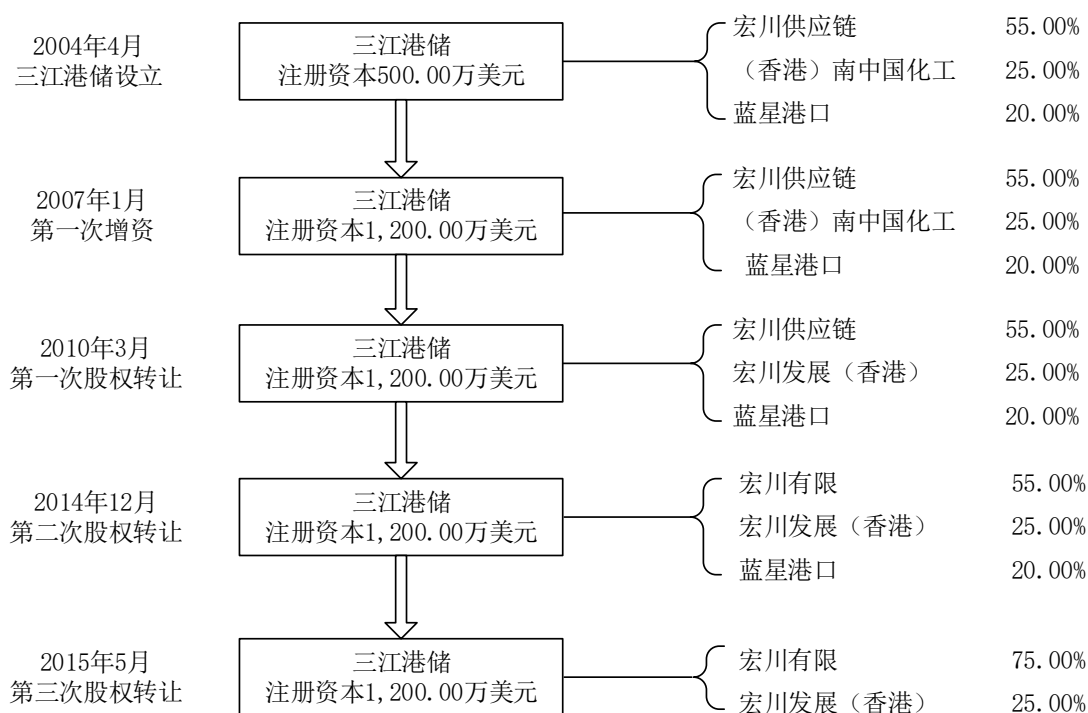 2004年4月
三江港储设立
三江港储
注册资本500.00万美元
宏川供应链 55.00%
（香港）南中国化工 25.00%
蓝星港口 20.00%
2007年1月
第一次增资
三江港储
注册资本1,200.00万美元
宏川供应链 55.00%
（香港）南中国化工 25.00%
蓝星港口 20.00%
2010年3月
第一次股权转让
三江港储
注册资本1,200.00万美元
宏川供应链 55.00%
宏川发展（香港） 25.00%
蓝星港口 20.00%
2014年12月
第二次股权转让
三江港储
注册资本1,200.00万美元
宏川有限 55.00%
宏川发展（香港） 25.00%
蓝星港口 20.00%
2015年5月
第三次股权转让
三江港储
注册资本1,200.00万美元
宏川有限 75.00%
宏川发展（香港） 25.00%